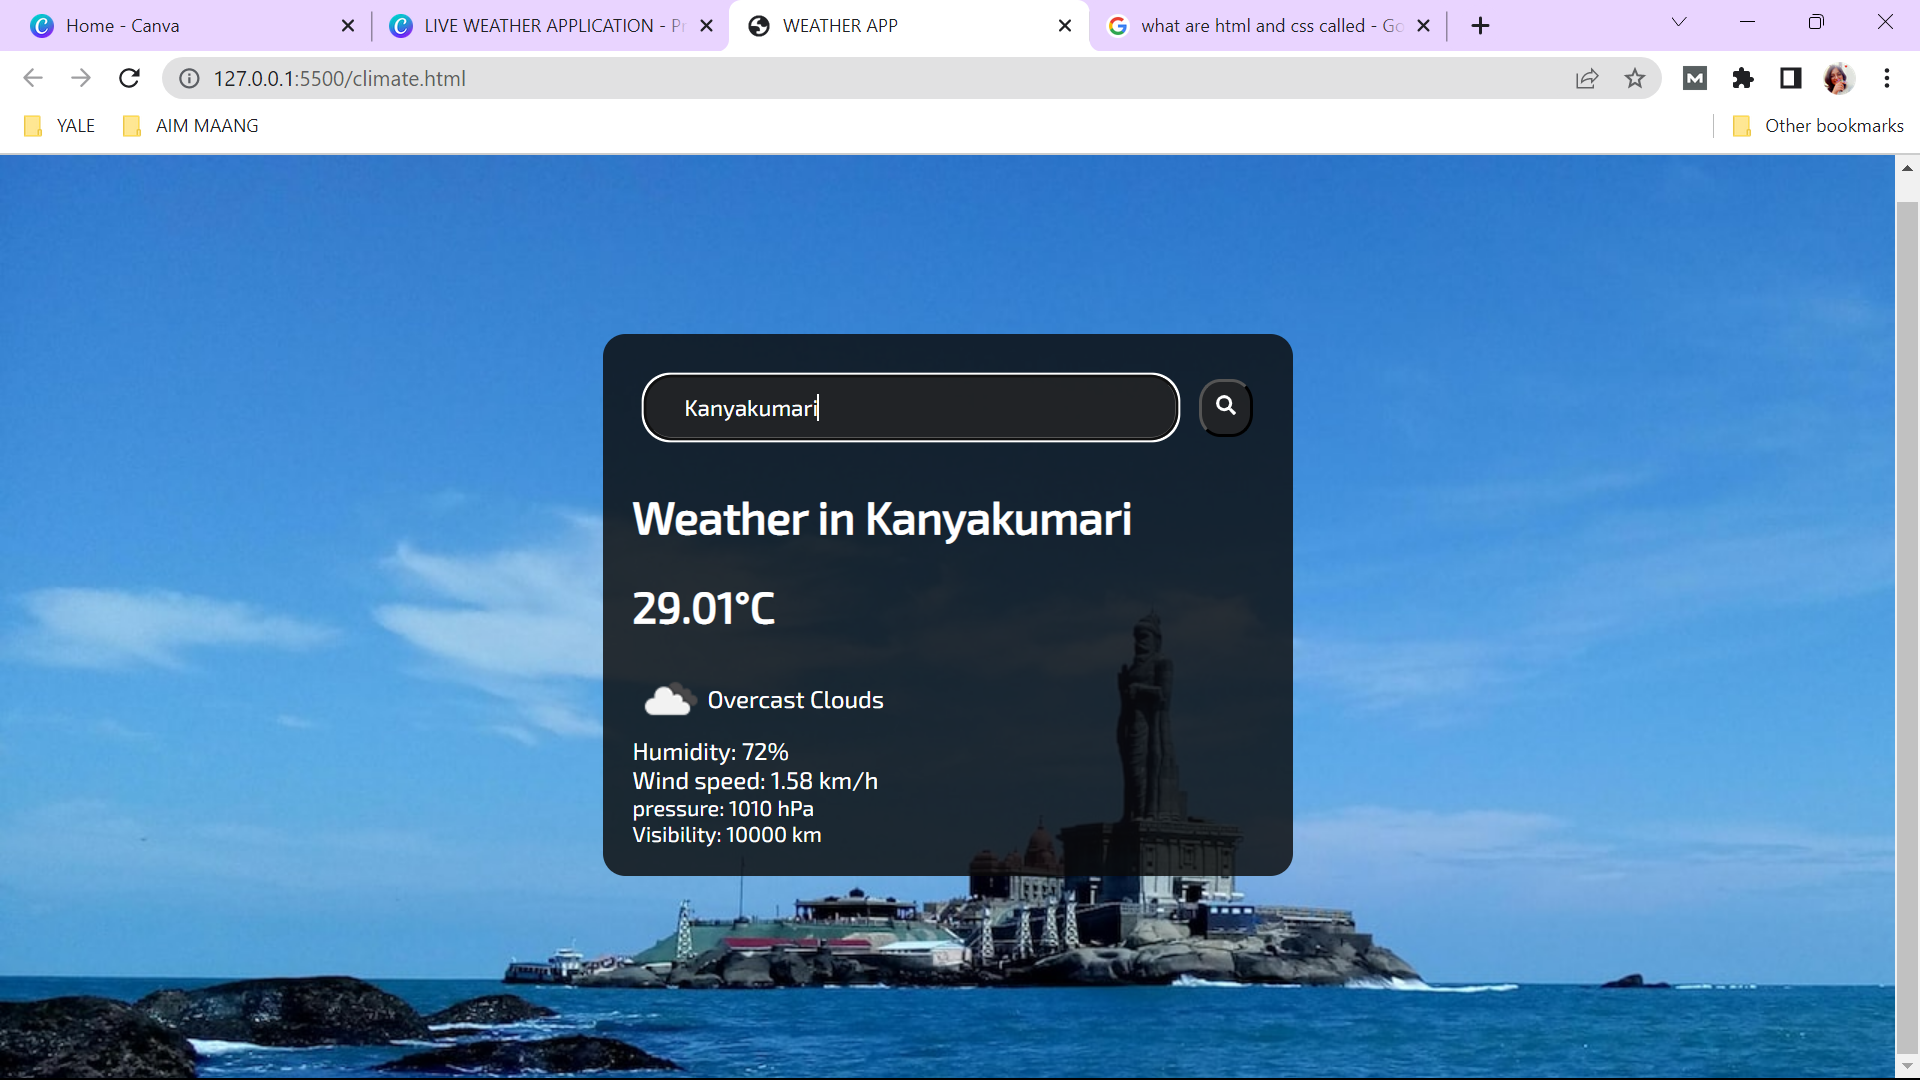 Home - Canva
LIVE WEATHER APPLICATION - Pr
WEATHER APP
what are html and css called - Go
127.0.0.1:5500/climate.html
M
YALE
AIM MAANG
Other bookmarks
Kanyakumari
Weather in Kanyakumari
29.01°C
Overcast Clouds
Humidity: 72%
Wind speed: 1.58 km/h
pressure: 1010 hPa
Visibility: 10000 km